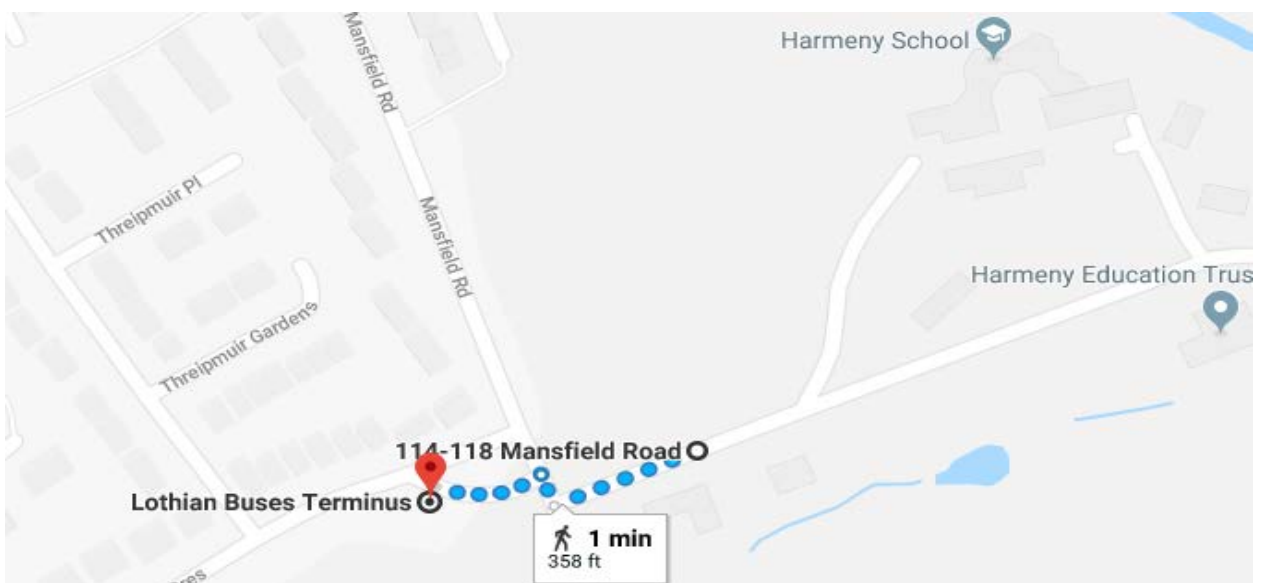 Mansfield Rd
Harmeny School
Threipmuir Pl
Mansfield Rd
Harmeny Education Trus
Threipmuir Gardens
114-118 Mansfield Road
Lothian Buses Terminus
1 min
358 ft